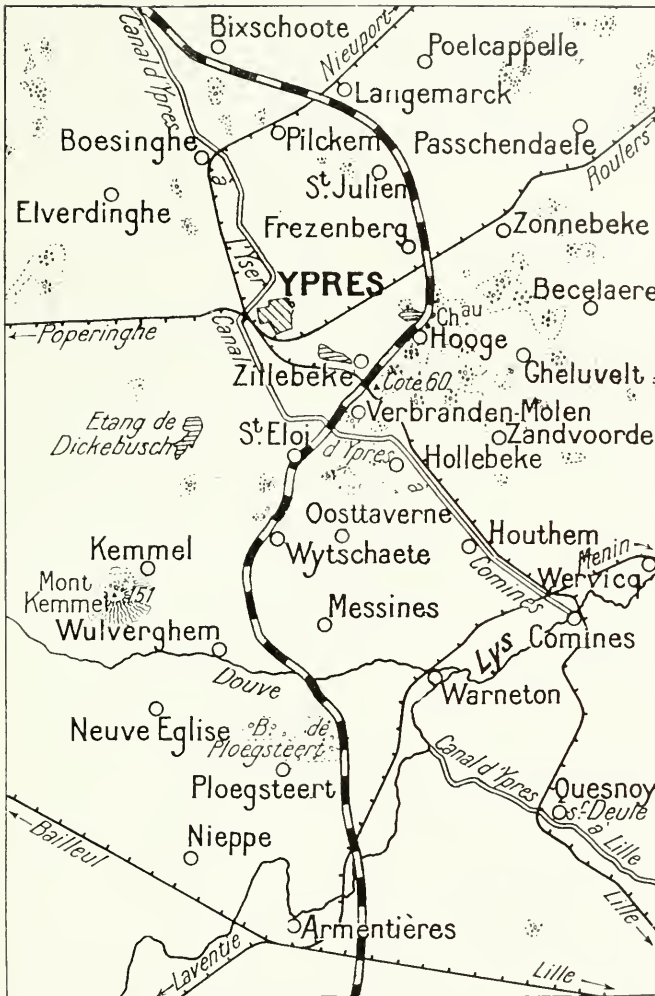 Bixschoote
Canal d'Ypres
Nieuport
Poelcappelle
Langemarck
Boesinghe
à
Pilckem
Passchendaele
Roulers
St. Julien
Elverdinghe
Frezenberg
Zonnebeke
l'Yser
YPRES
Becelaere
Poperinghe
Canal
Chau
Hooge
Zillebeke
Cote 60
Gheluvelt
Etang de
Dickebusch
Verbranden-Molen
St. Eloi
Zandvoorde
d'Ypres
Hollebeke
à
Oosttaverne
Houthem
Kemmel
Wytschaete
Comines
Menin
Wervicq
Mont
Kemmel
151
Messines
Wulverghem
Comines
Lys
Douve
Warneton
Neuve Eglise
B. de
Ploegsteert
Canal d'Ypres
Ploegsteert
Quesnoy
s. Deule
à Lille
Bailleul
Nieppe
Lille
Armentières
Laventie
Lille